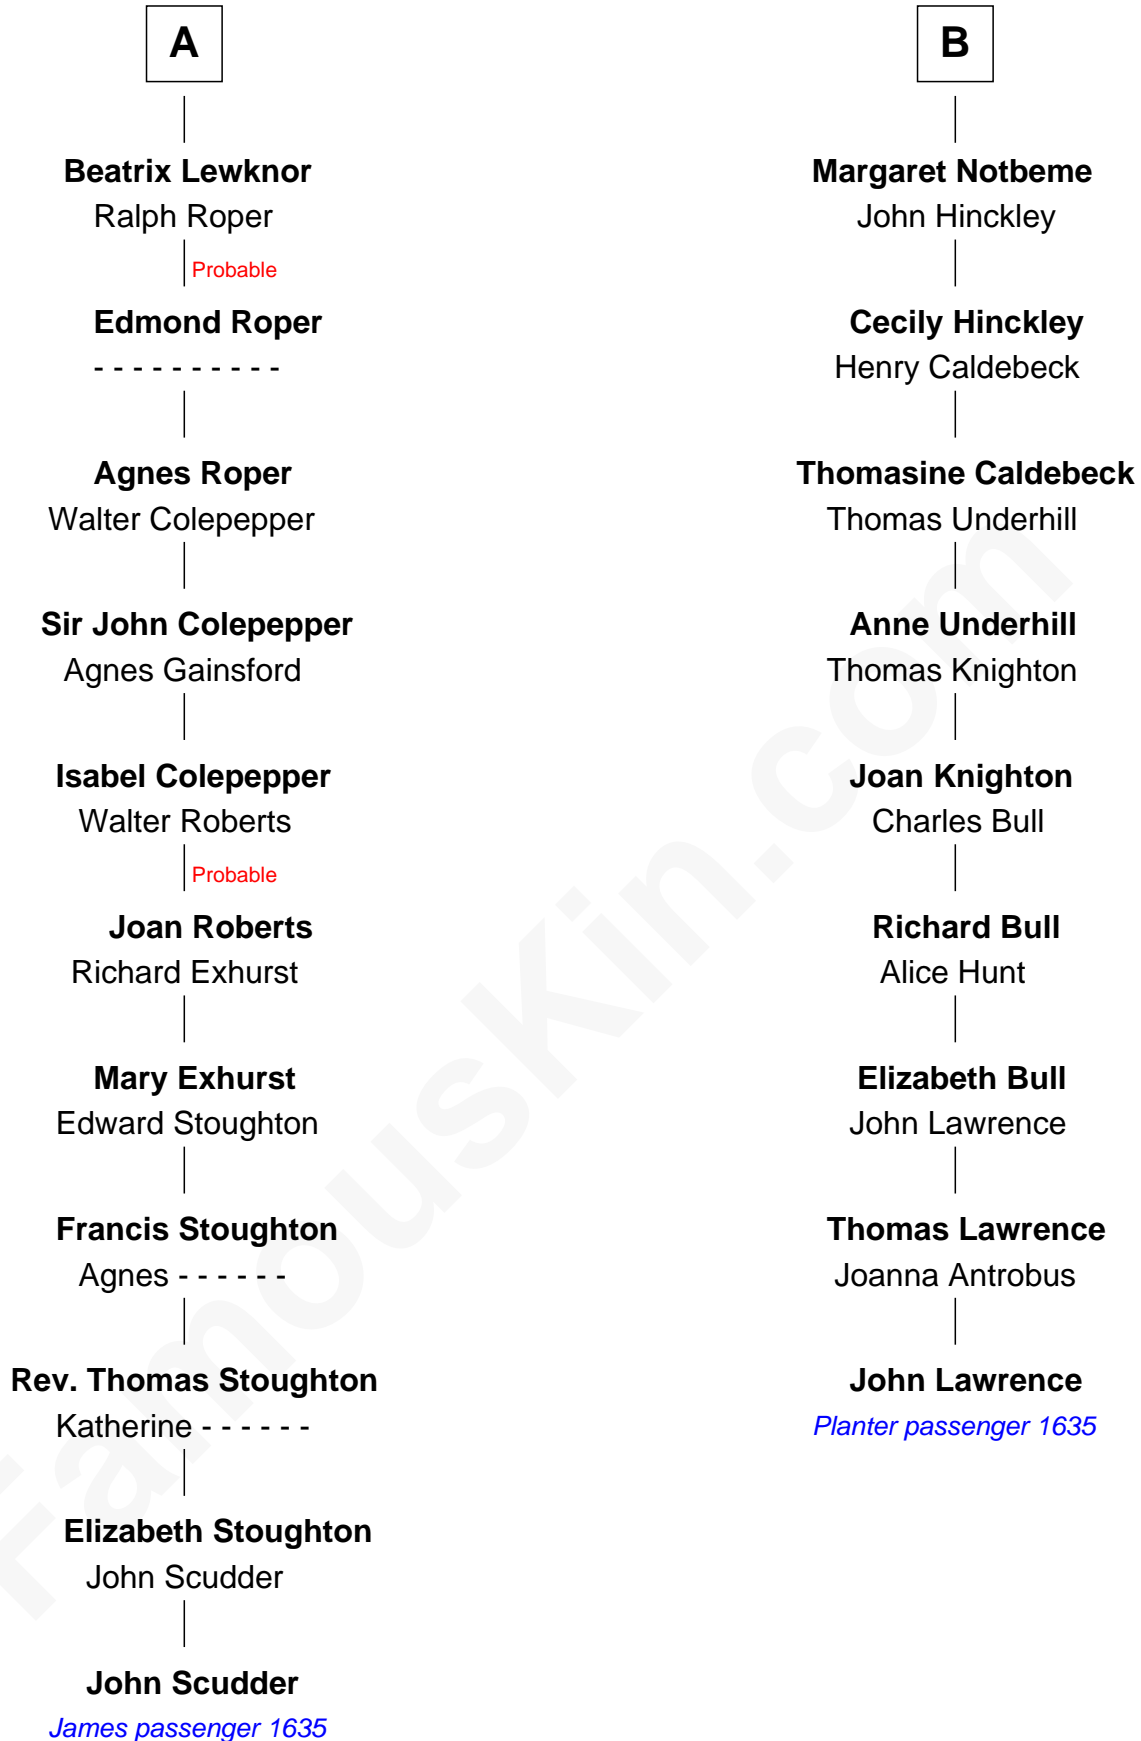 A
Beatrix Lewknor
Ralph Roper
Probable
Edmond Roper
- - - - - - - - - -
Agnes Roper
Walter Colepepper
Sir John Colepepper
Agnes Gainsford
Isabel Colepepper
Walter Roberts
Probable
Joan Roberts
Richard Exhurst
Mary Exhurst
Edward Stoughton
Francis Stoughton
Agnes - - - - - -
Rev. Thomas Stoughton
Katherine - - - - - -
Elizabeth Stoughton
John Scudder
John Scudder
James passenger 1635
B
Margaret Notbeme
John Hinckley
Cecily Hinckley
Henry Caldebeck
Thomasine Caldebeck
Thomas Underhill
Anne Underhill
Thomas Knighton
Joan Knighton
Charles Bull
Richard Bull
Alice Hunt
Elizabeth Bull
John Lawrence
Thomas Lawrence
Joanna Antrobus
John Lawrence
Planter passenger 1635
FamousKin.com